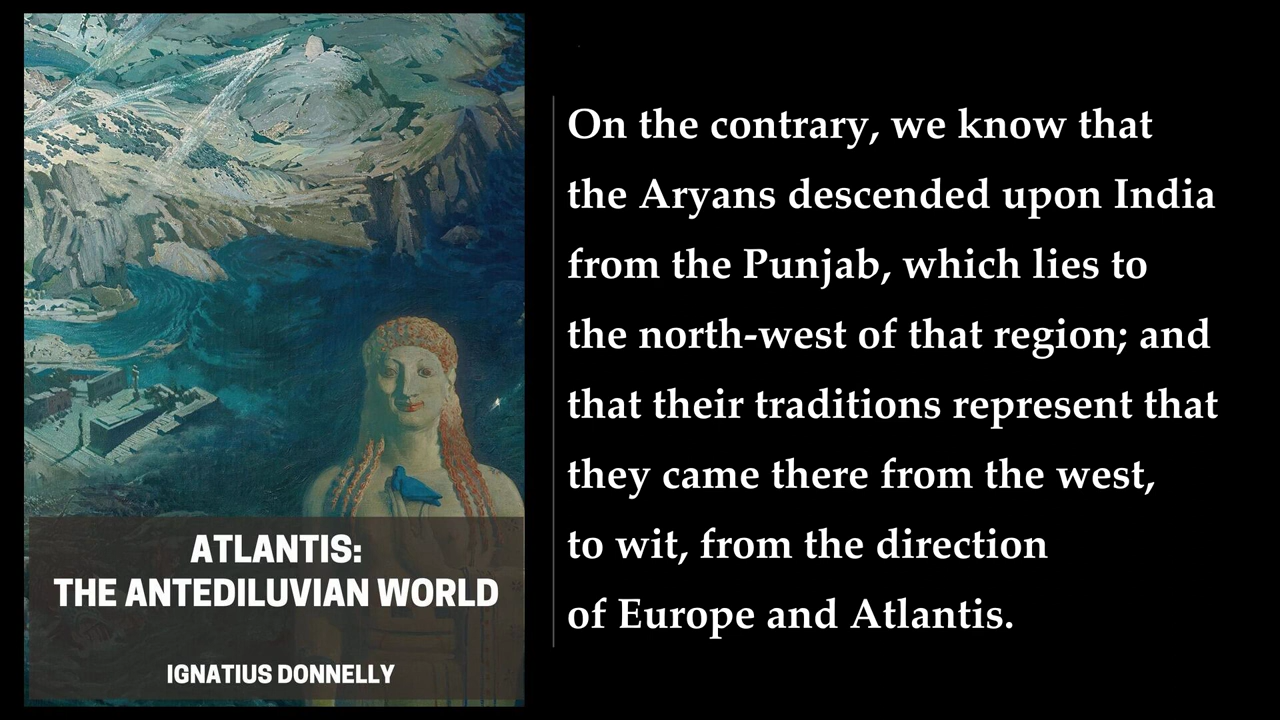 ATLANTIS:
THE ANTEDILUVIAN WORLD
IGNATIUS DONNELLY
On the contrary, we know that
the Aryans descended upon India
from the Punjab, which lies to
the north-west of that region; and
that their traditions represent that
they came there from the west,
to wit, from the direction
of Europe and Atlantis.